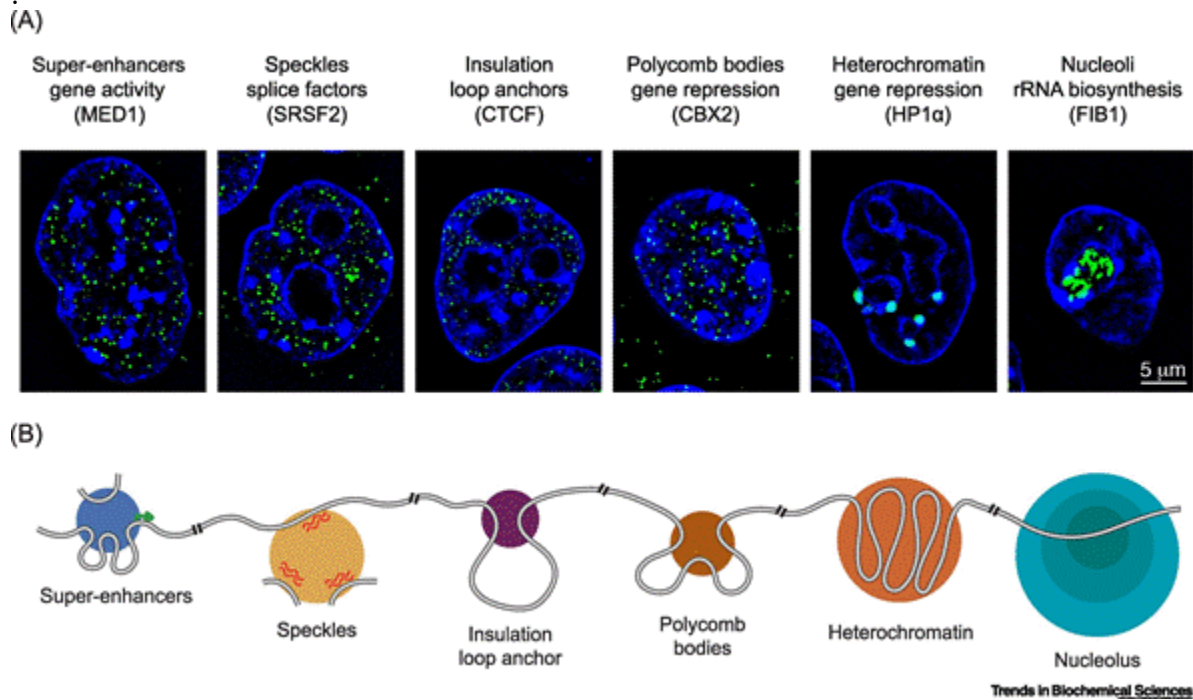 (A)
Super-enhancers
gene activity
(MED1)
Speckles
splice factors
(SRSF2)
Insulation
loop anchors
(CTCF)
Polycomb bodies
gene repression
(CBX2)
Heterochromatin
gene repression
(HP1α)
Nucleoli
rRNA biosynthesis
(FIB1)
5 μm
(B)
Super-enhancers
Speckles
Insulation
loop anchor
Polycomb
bodies
Heterochromatin
Nucleolus
Trends in Biochemical Sciences